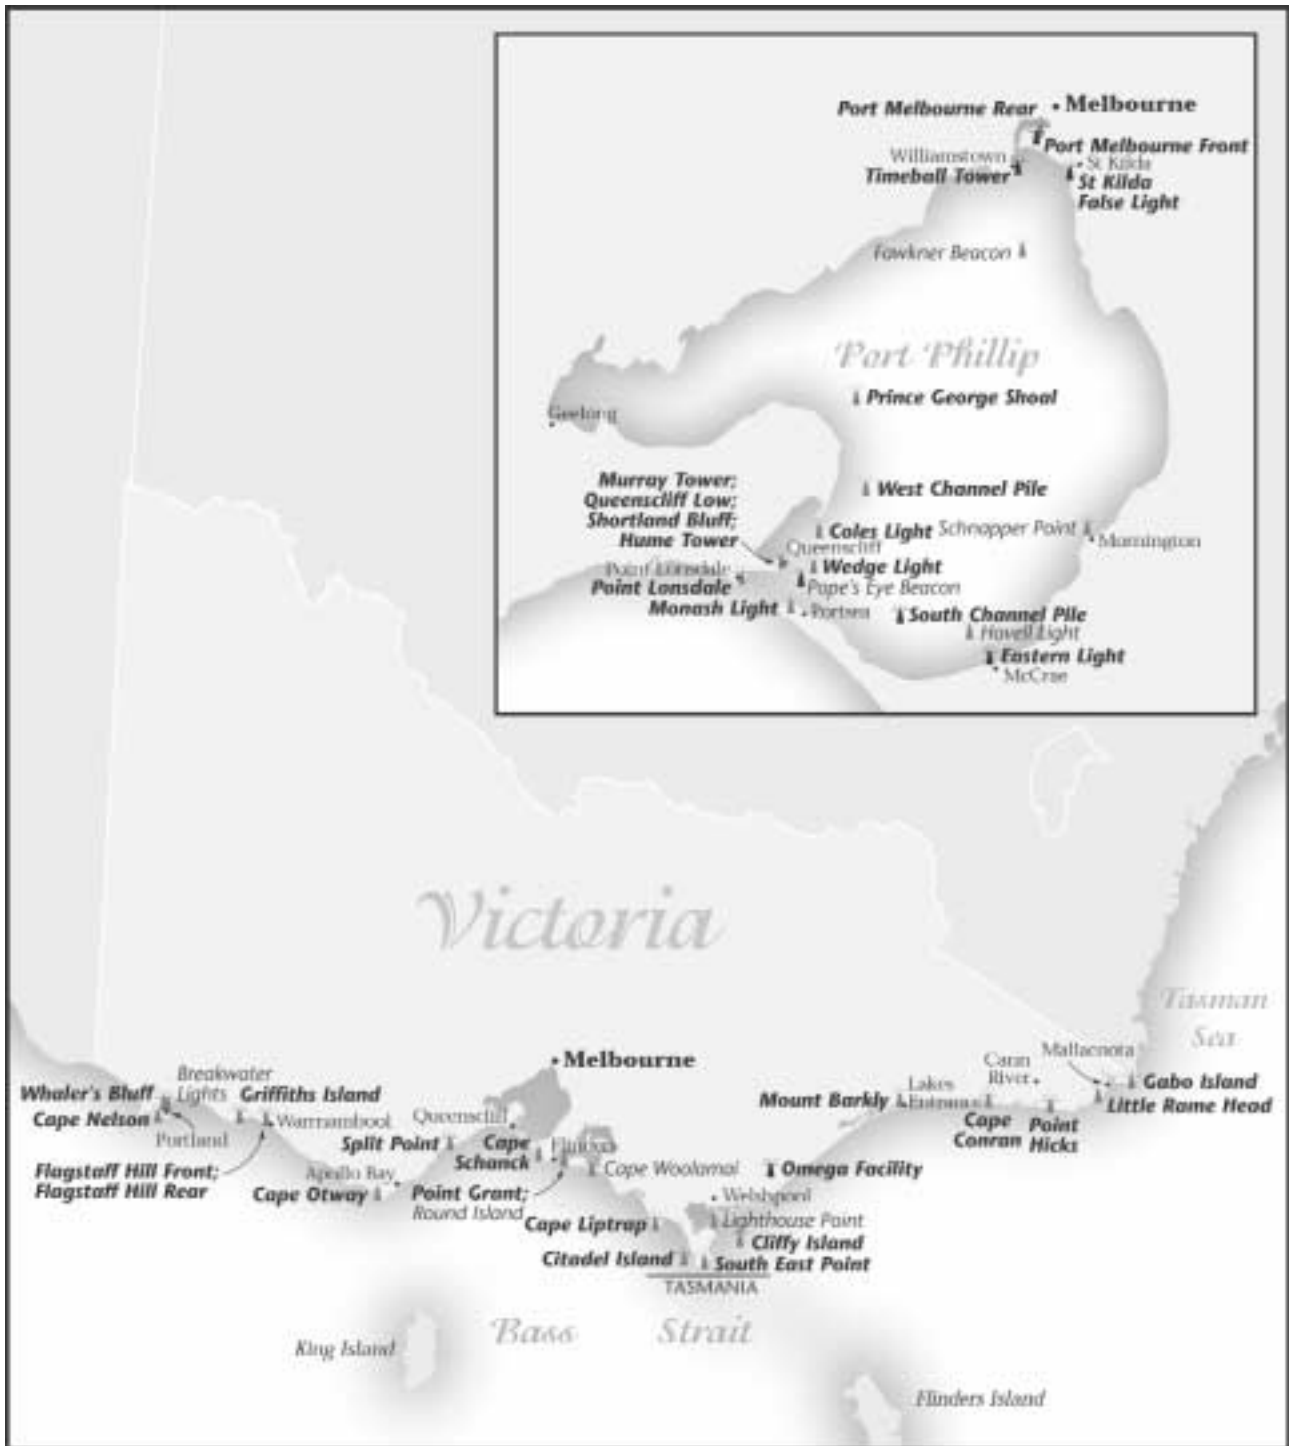 Port Melbourne Rear
Melbourne
Port Melbourne Front
Williamstown
St Kilda
Timeball Tower
St Kilda
False Light
Fawkner Beacon
Port Phillip
Prince George Shoal
Geelong
Murray Tower;
Queenscliff Low;
Shortland Bluff;
Hume Tower
West Channel Pile
Coles Light
Schnapper Point
Mornington
Queenscliff
Point Lonsdale
Wedge Light
Point Lonsdale
Pope's Eye Beacon
Monash Light
Portsea
South Channel Pile
Hovell Light
Eastern Light
McCrae
Victoria
Tasman
Sea
Melbourne
Breakwater
Lights
Whaler's Bluff
Griffiths Island
Cape Nelson
Warrnambool
Portland
Queenscliff
Split Point
Cape
Schanck
Flinders
Flagstaff Hill Front;
Flagstaff Hill Rear
Apollo Bay
Cape Otway
Point Grant;
Round Island
Cape Woolamai
Cape Liptrap
Citadel Island
Mount Barkly
Lakes
Entrance
Cann
River
Mallacoota
Gabo Island
Little Rame Head
Cape
Conran
Point
Hicks
Omega Facility
Welshpool
Lighthouse Point
Cliffy Island
South East Point
TASMANIA
Bass Strait
King Island
Flinders Island